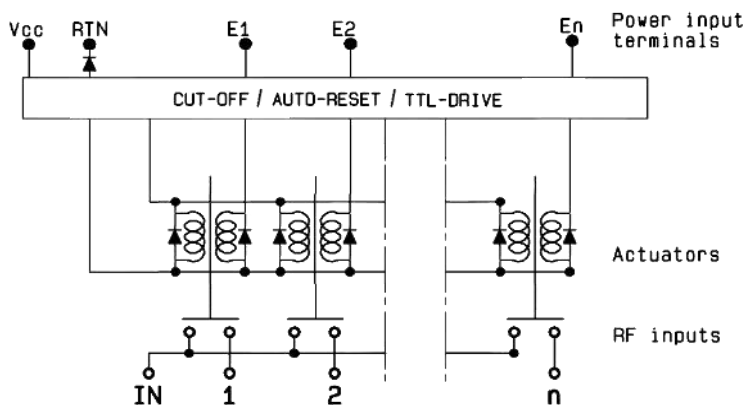 Vcc RTN E1 E2 En Power input
terminals
CUT-OFF / AUTO-RESET / TTL-DRIVE
Actuators
RF inputs
IN 1 2 n